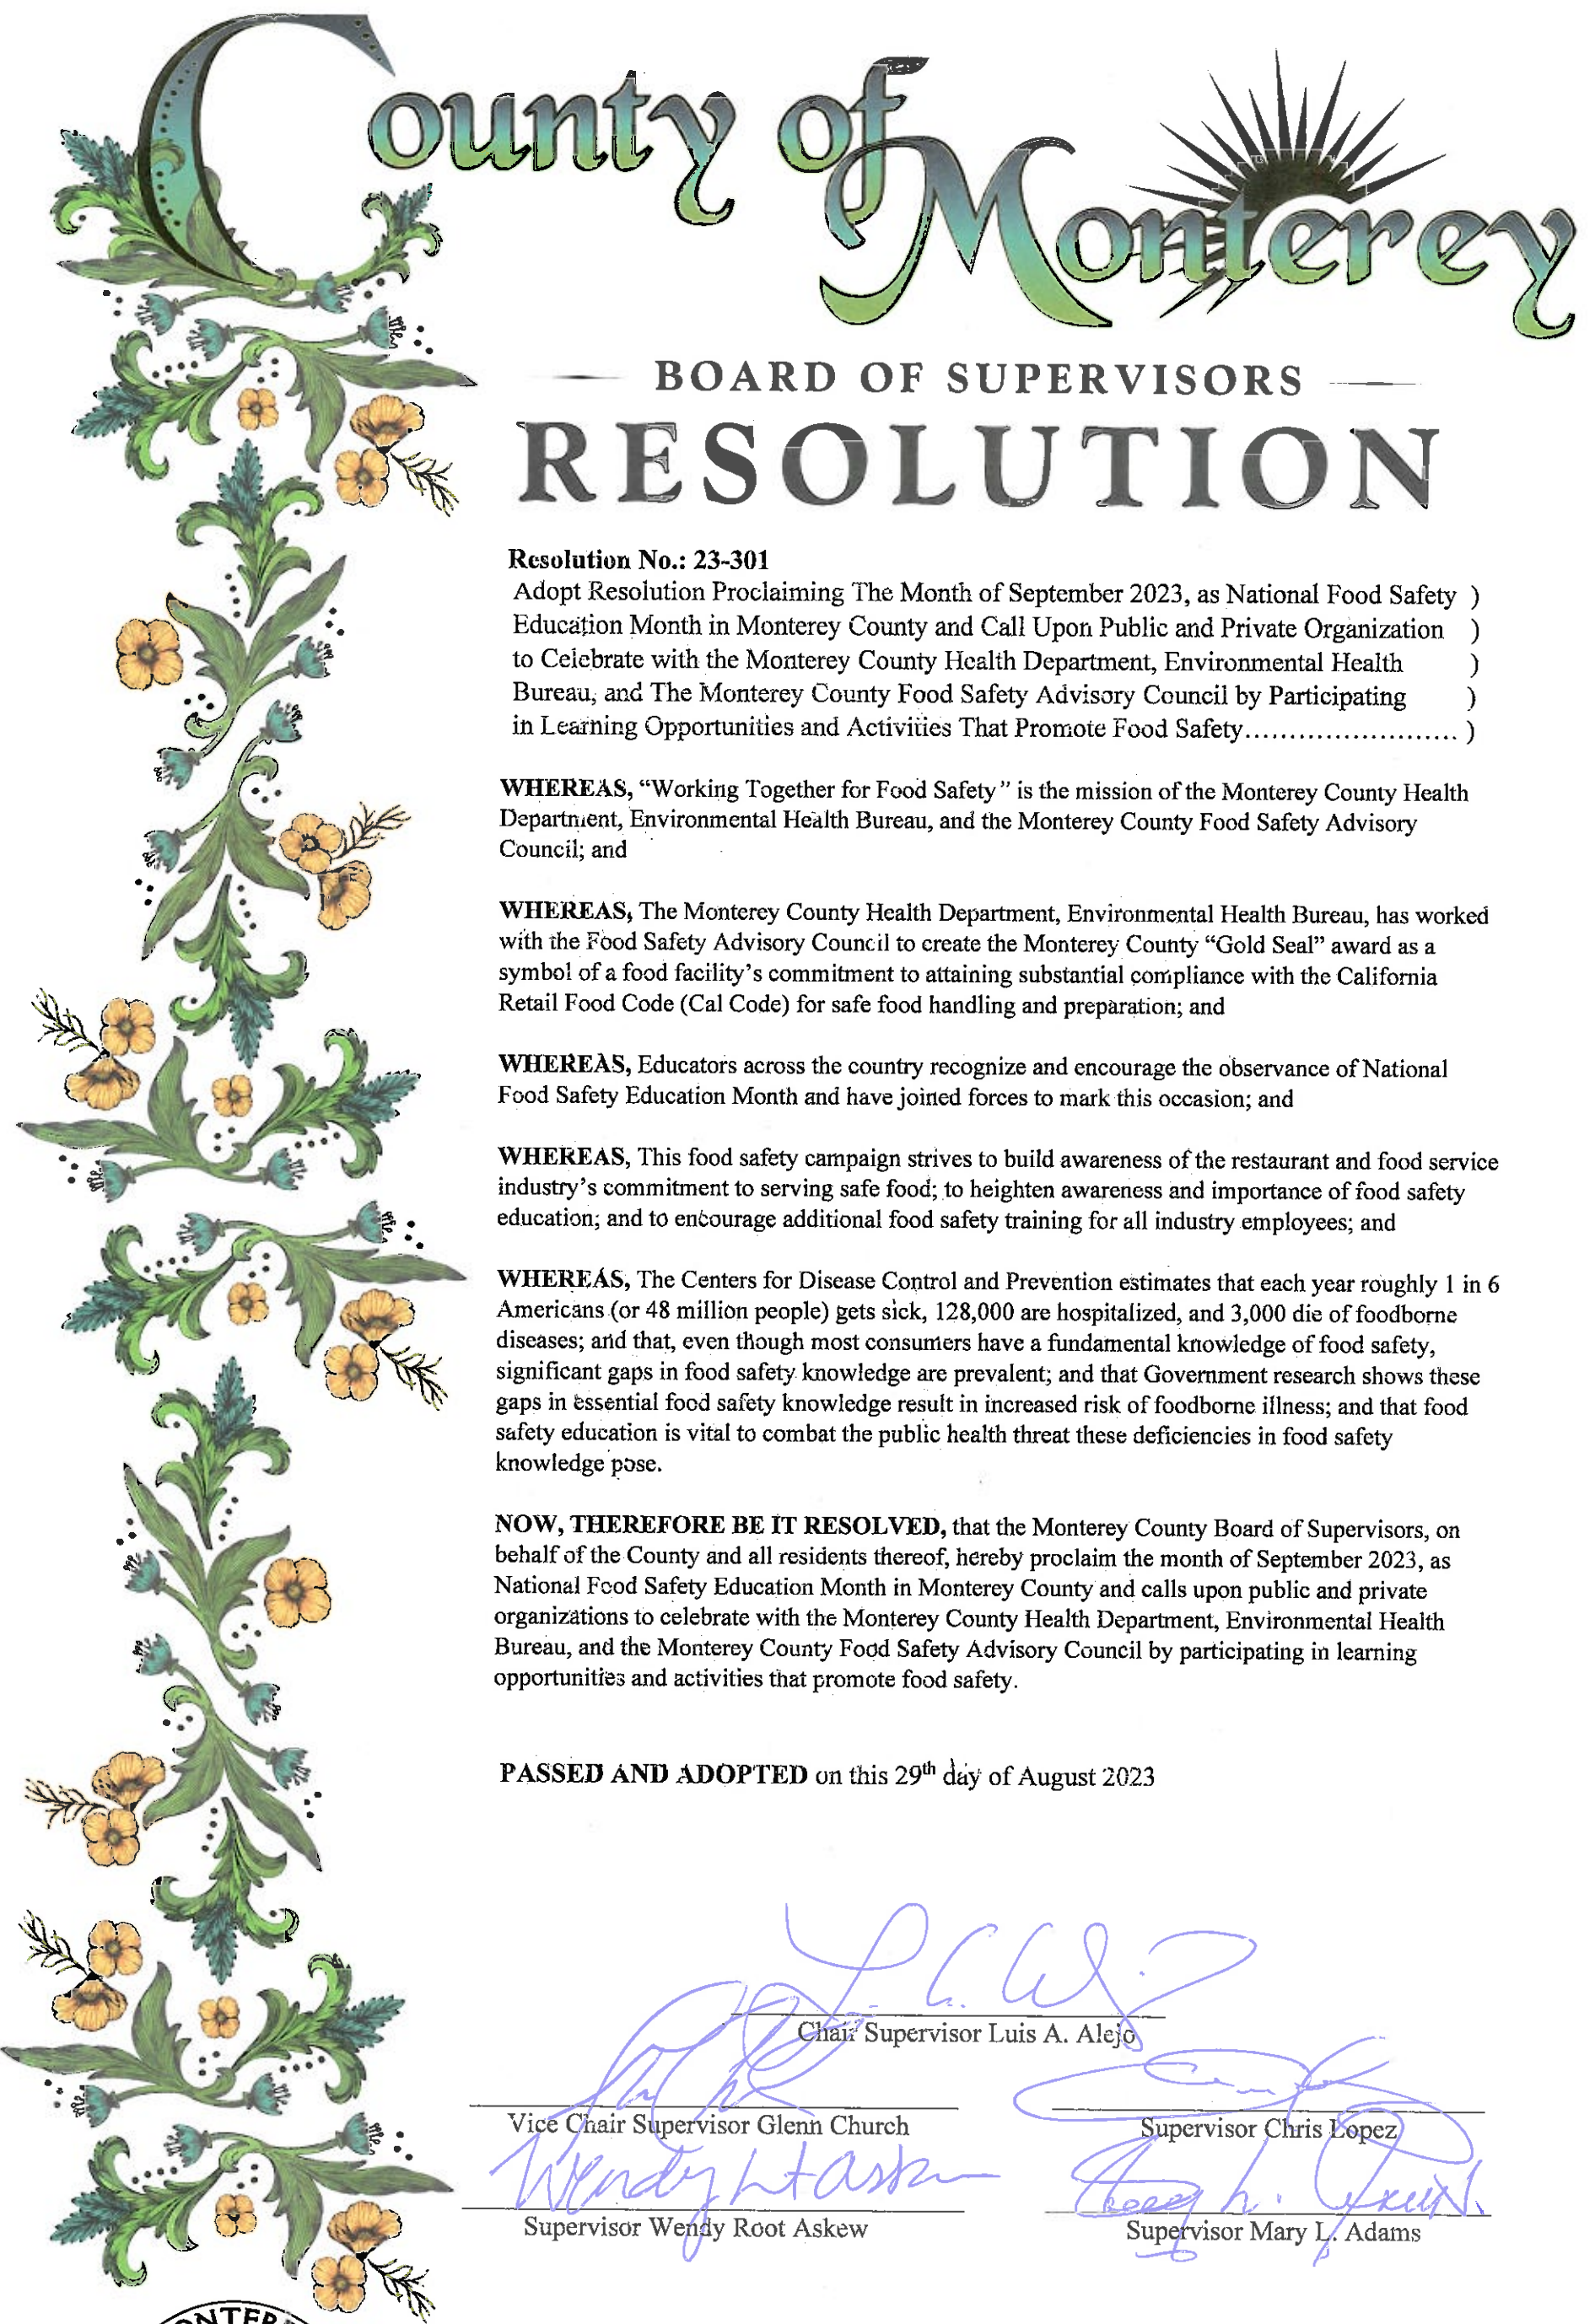 County of
Monterey
BOARD OF SUPERVISORS
RESOLUTION
Resolution No.: 23-301
Adopt Resolution Proclaiming The Month of September 2023, as National Food Safety )
Education Month in Monterey County and Call Upon Public and Private Organization )
to Celebrate with the Monterey County Health Department, Environmental Health )
Bureau, and The Monterey County Food Safety Advisory Council by Participating )
in Learning Opportunities and Activities That Promote Food Safety........................ )
WHEREAS, “Working Together for Food Safety” is the mission of the Monterey County Health
Department, Environmental Health Bureau, and the Monterey County Food Safety Advisory
Council; and
WHEREAS, The Monterey County Health Department, Environmental Health Bureau, has worked
with the Food Safety Advisory Council to create the Monterey County “Gold Seal” award as a
symbol of a food facility’s commitment to attaining substantial compliance with the California
Retail Food Code (Cal Code) for safe food handling and preparation; and
WHEREAS, Educators across the country recognize and encourage the observance of National
Food Safety Education Month and have joined forces to mark this occasion; and
WHEREAS, This food safety campaign strives to build awareness of the restaurant and food service
industry’s commitment to serving safe food; to heighten awareness and importance of food safety
education; and to encourage additional food safety training for all industry employees; and
WHEREAS, The Centers for Disease Control and Prevention estimates that each year roughly 1 in 6
Americans (or 48 million people) gets sick, 128,000 are hospitalized, and 3,000 die of foodborne
diseases; and that, even though most consumers have a fundamental knowledge of food safety,
significant gaps in food safety knowledge are prevalent; and that Government research shows these
gaps in essential food safety knowledge result in increased risk of foodborne illness; and that food
safety education is vital to combat the public health threat these deficiencies in food safety
knowledge pose.
NOW, THEREFORE BE IT RESOLVED, that the Monterey County Board of Supervisors, on
behalf of the County and all residents thereof, hereby proclaim the month of September 2023, as
National Food Safety Education Month in Monterey County and calls upon public and private
organizations to celebrate with the Monterey County Health Department, Environmental Health
Bureau, and the Monterey County Food Safety Advisory Council by participating in learning
opportunities and activities that promote food safety.
PASSED AND ADOPTED on this 29th day of August 2023
Chair Supervisor Luis A. Alejo
Vice Chair Supervisor Glenn Church
Supervisor Chris Lopez
Wendy
Supervisor Wendy Root Askew
Supervisor Mary L. Adams